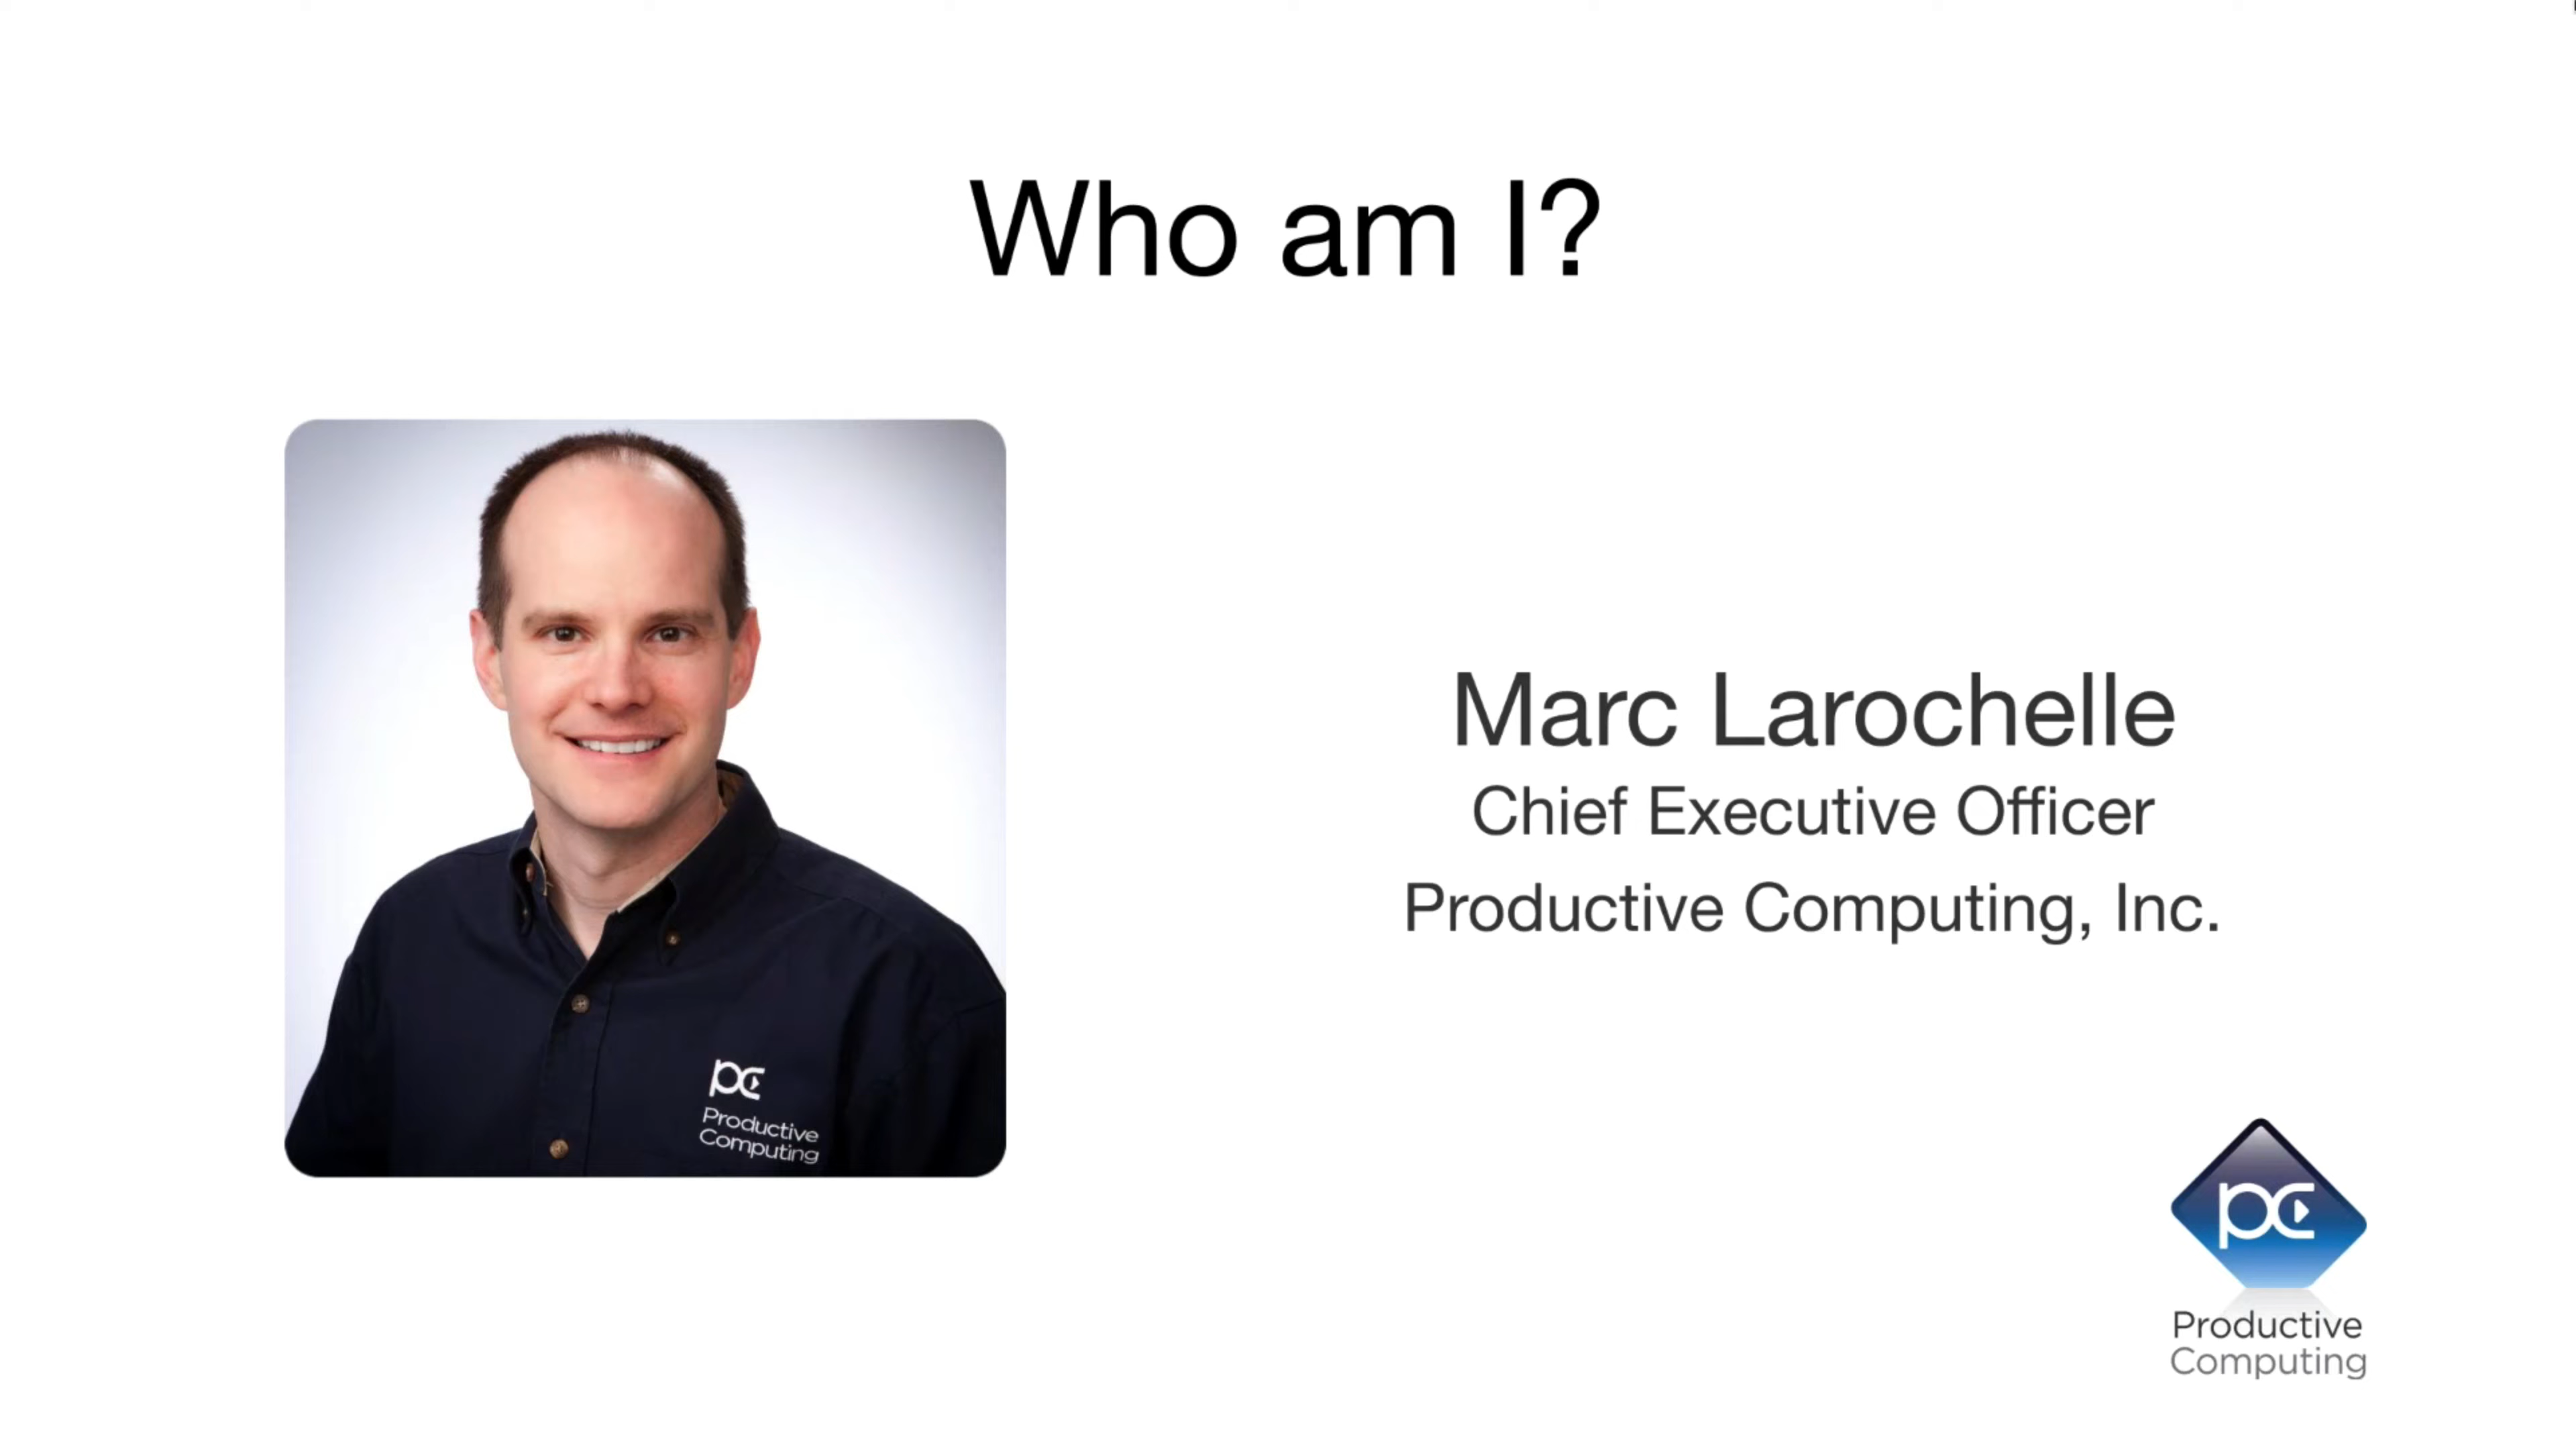 Who am I?
Marc Larochelle
Chief Executive Officer
Productive Computing, Inc.
pc
Productive
Computing
pc
Productive
Computing